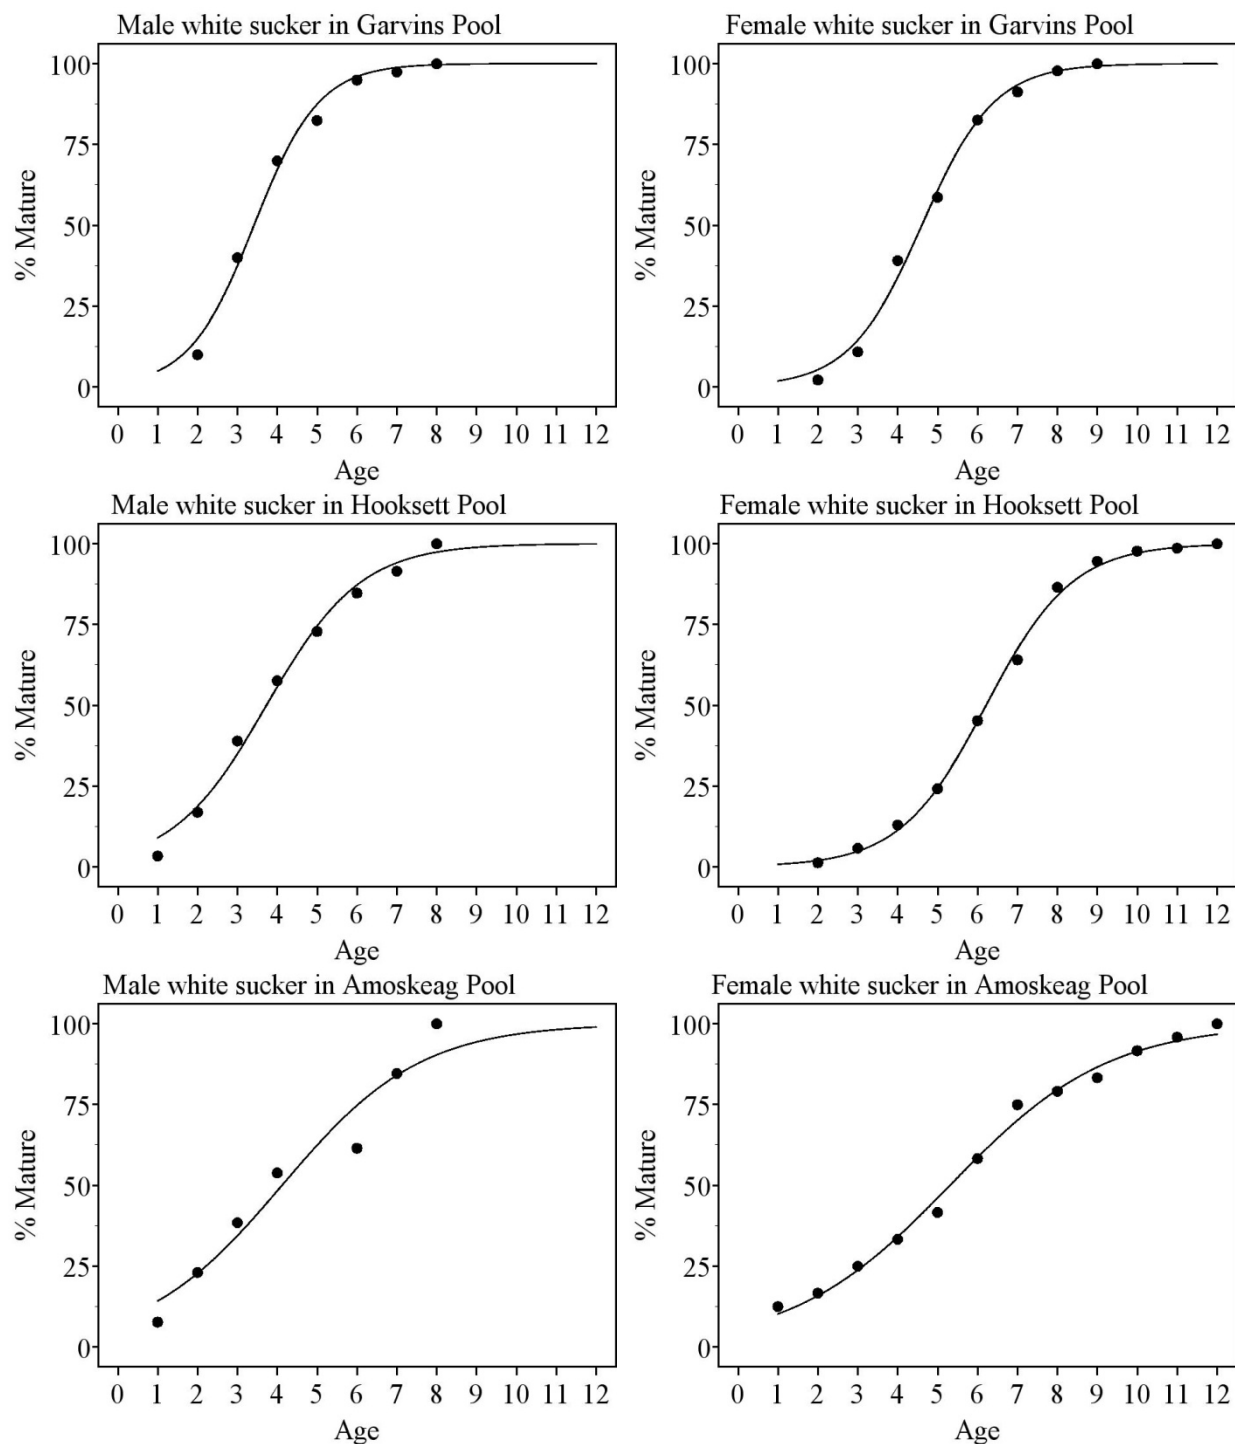 Male white sucker in Garvins Pool
100
75
50
25
0
% Mature
0 1 2 3 4 5 6 7 8 9 10 11 12
Age
Female white sucker in Garvins Pool
100
75
50
25
0
% Mature
0 1 2 3 4 5 6 7 8 9 10 11 12
Age
Male white sucker in Hooksett Pool
100
75
50
25
0
% Mature
0 1 2 3 4 5 6 7 8 9 10 11 12
Age
Female white sucker in Hooksett Pool
100
75
50
25
0
% Mature
0 1 2 3 4 5 6 7 8 9 10 11 12
Age
Male white sucker in Amoskeag Pool
100
75
50
25
0
% Mature
0 1 2 3 4 5 6 7 8 9 10 11 12
Age
Female white sucker in Amoskeag Pool
100
75
50
25
0
% Mature
0 1 2 3 4 5 6 7 8 9 10 11 12
Age